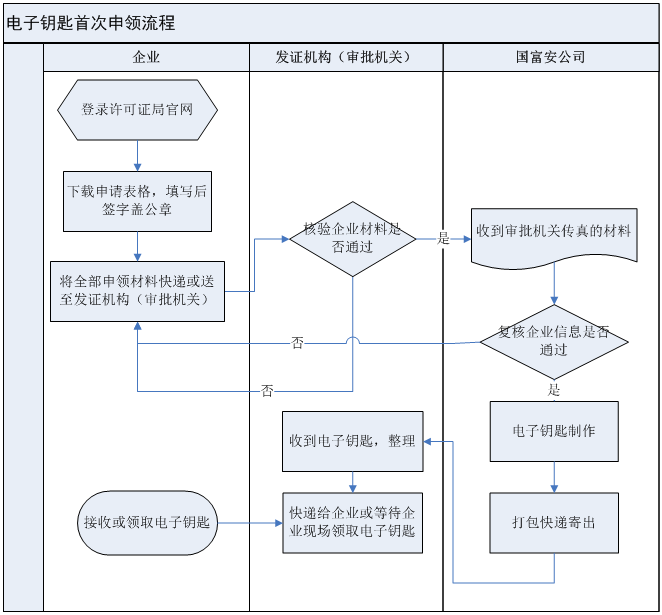 电子钥匙首次申领流程
企业
发证机构（审批机关）
国富安公司
登录许可证局官网
下载申请表格，填写后
签字盖公章
将全部申领材料快递或送
至发证机构（审批机关）
核验企业材料是
否通过
是
收到审批机关传真的材料
复核企业信息是否
通过
否
否
是
电子钥匙制作
收到电子钥匙，整理
打包快递寄出
快递给企业或等待企
业现场领取电子钥匙
接收或领取电子钥匙